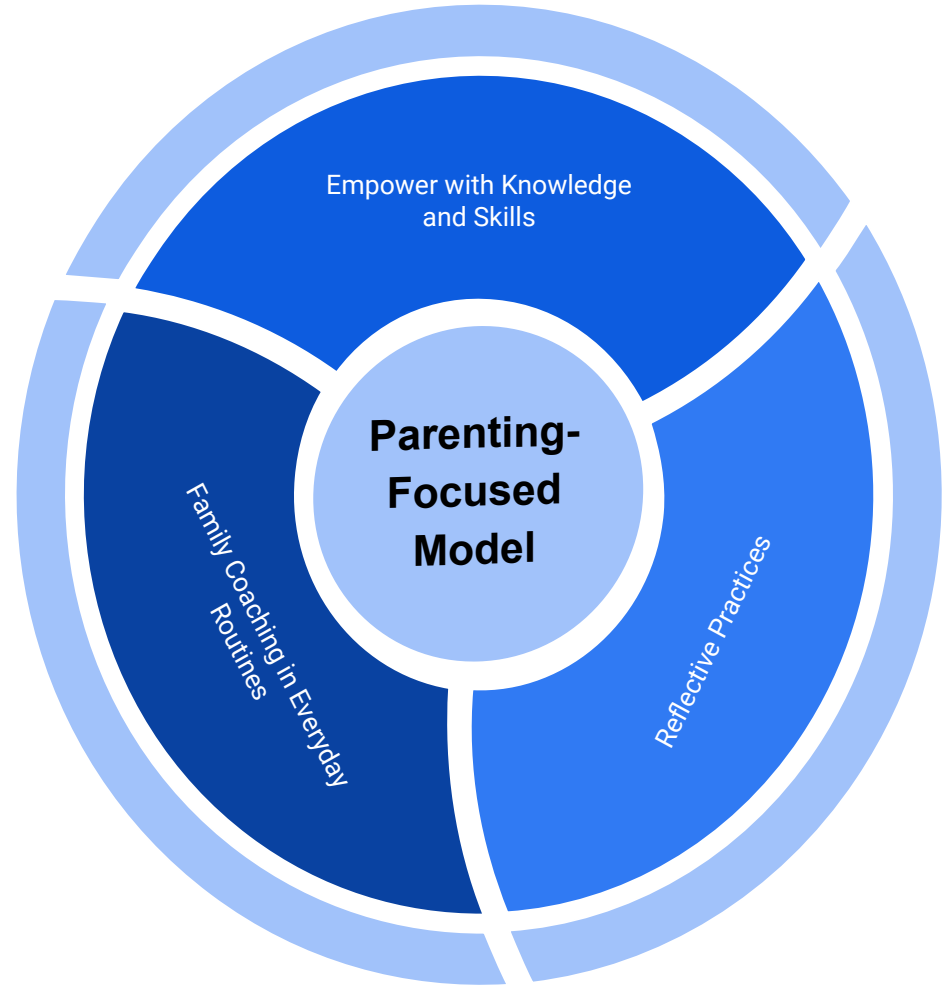 Empower with Knowledge
and Skills
Parenting-
Focused
Model
Family Coaching in Everyday
Routines
Reflective Practices